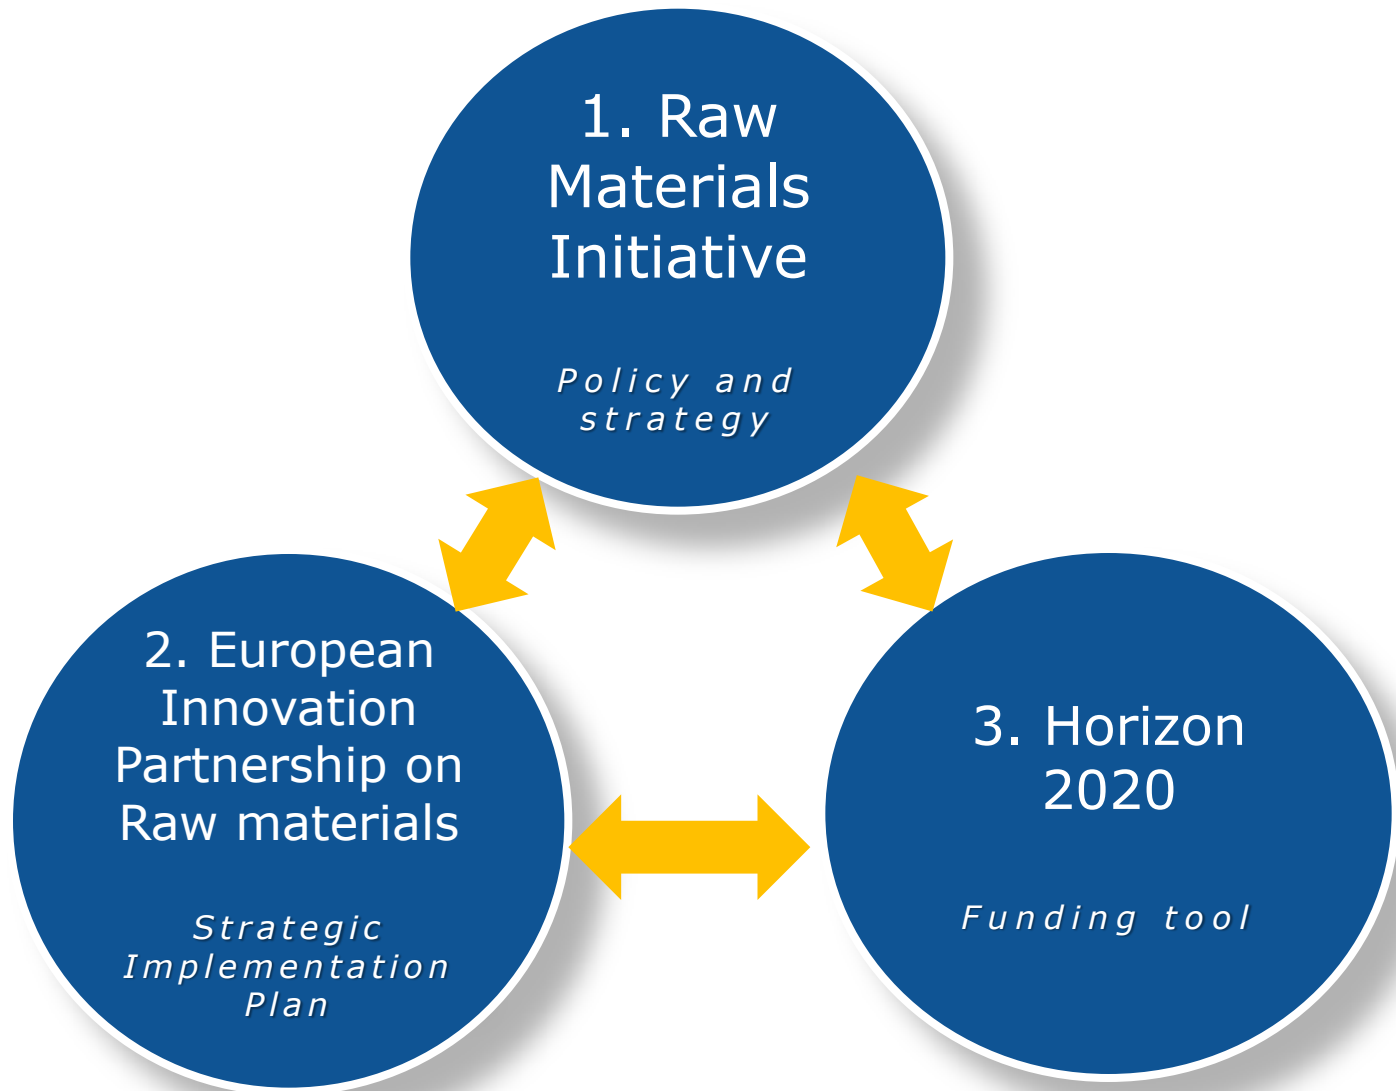 1. Raw
Materials
Initiative
Policy and
strategy
2. European
Innovation
Partnership on
Raw materials
Strategic
Implementation
Plan
3. Horizon
2020
Funding tool